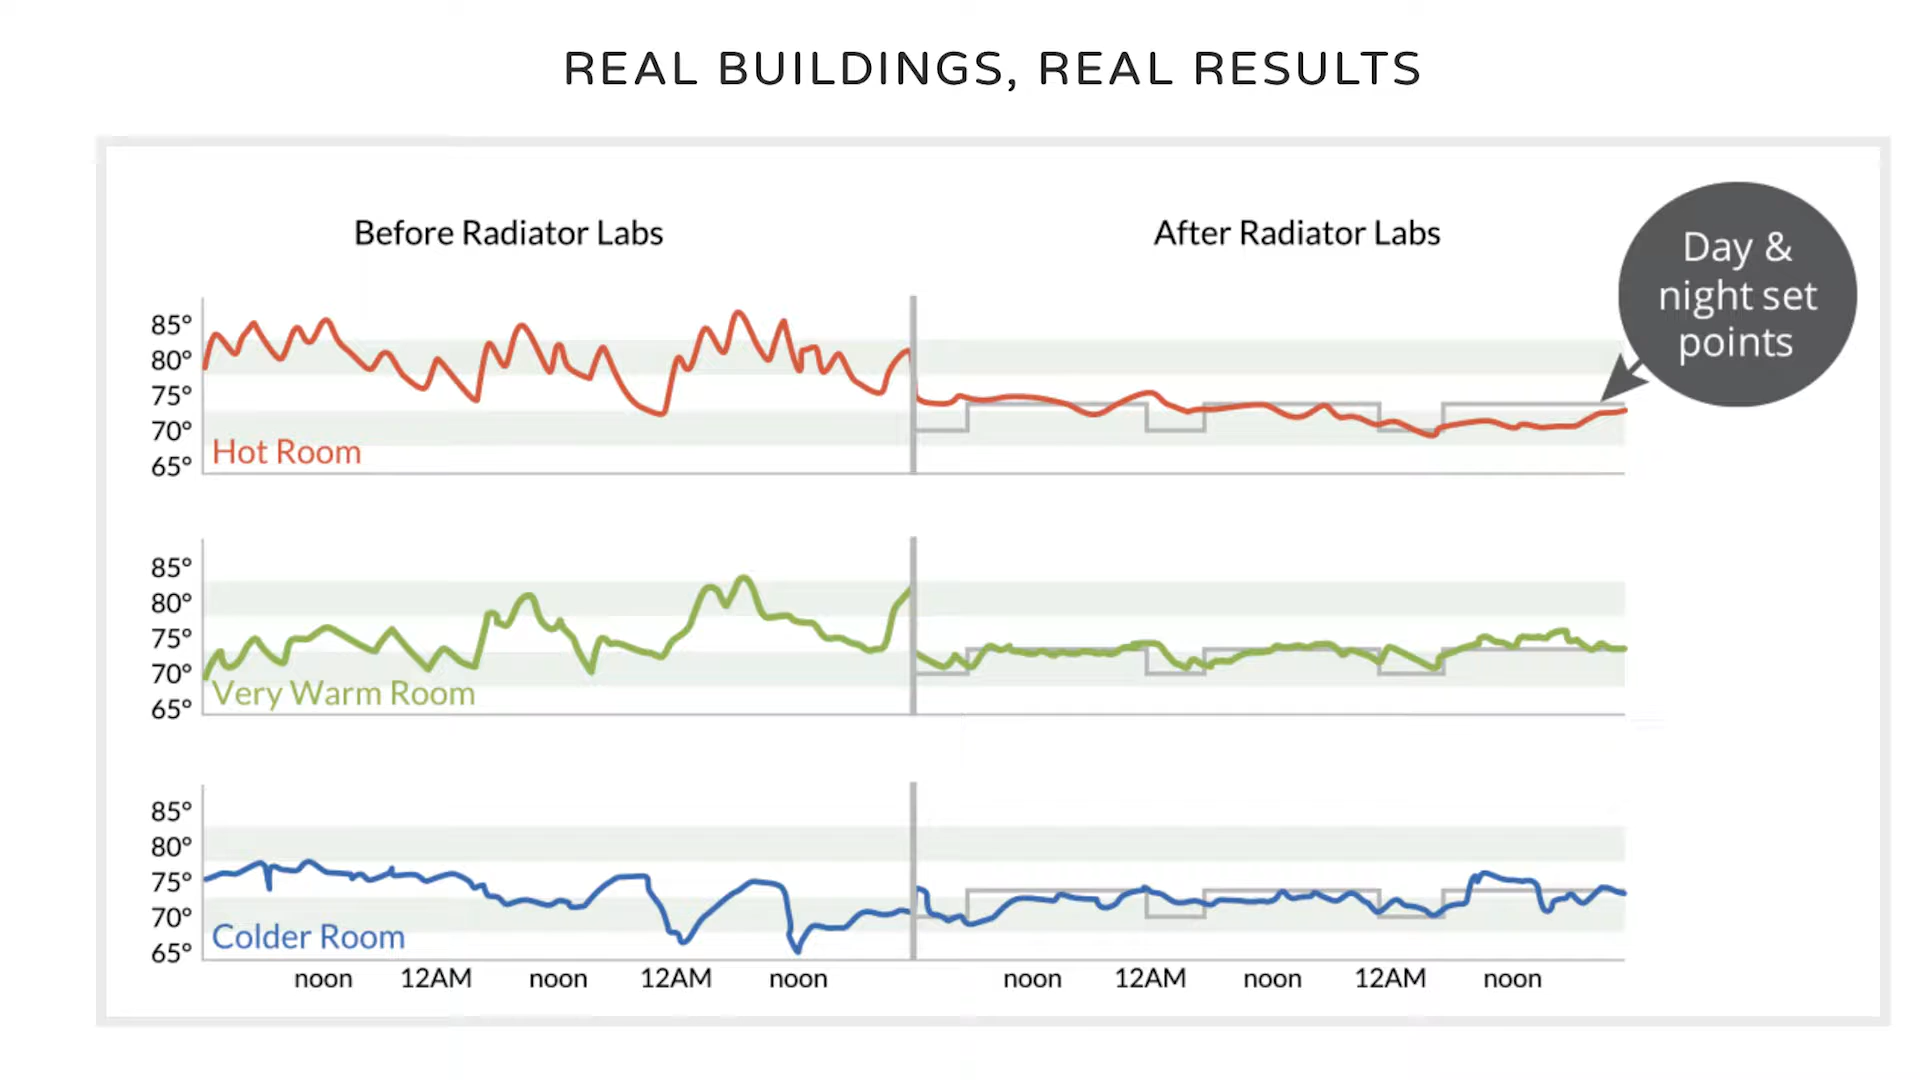 REAL BUILDINGS, REAL RESULTS
Before Radiator Labs
After Radiator Labs
Day &
night set
points
85°
80°
75°
70°
65°
Hot Room
85°
80°
75°
70°
65°
Very Warm Room
85°
80°
75°
70°
65°
Colder Room
noon 12AM noon 12AM noon noon 12AM noon 12AM noon